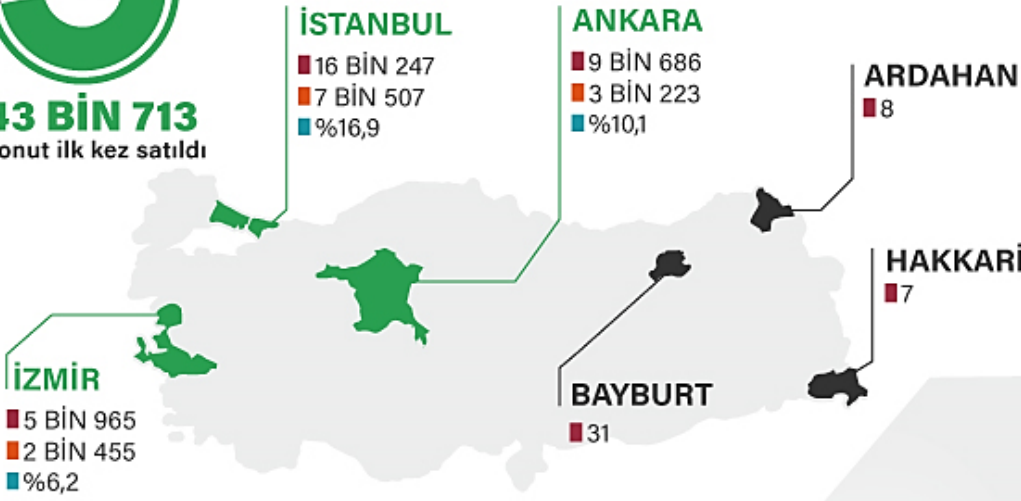 BİN 713
ilk kez satıldı
İSTANBUL
16 BİN 247
7 BİN 507
%16,9
ANKARA
9 BİN 686
3 BİN 223
%10,1
ARDAHAN
8
HAKKARİ
7
BAYBURT
31
İZMİR
5 BİN 965
2 BİN 455
%6,2